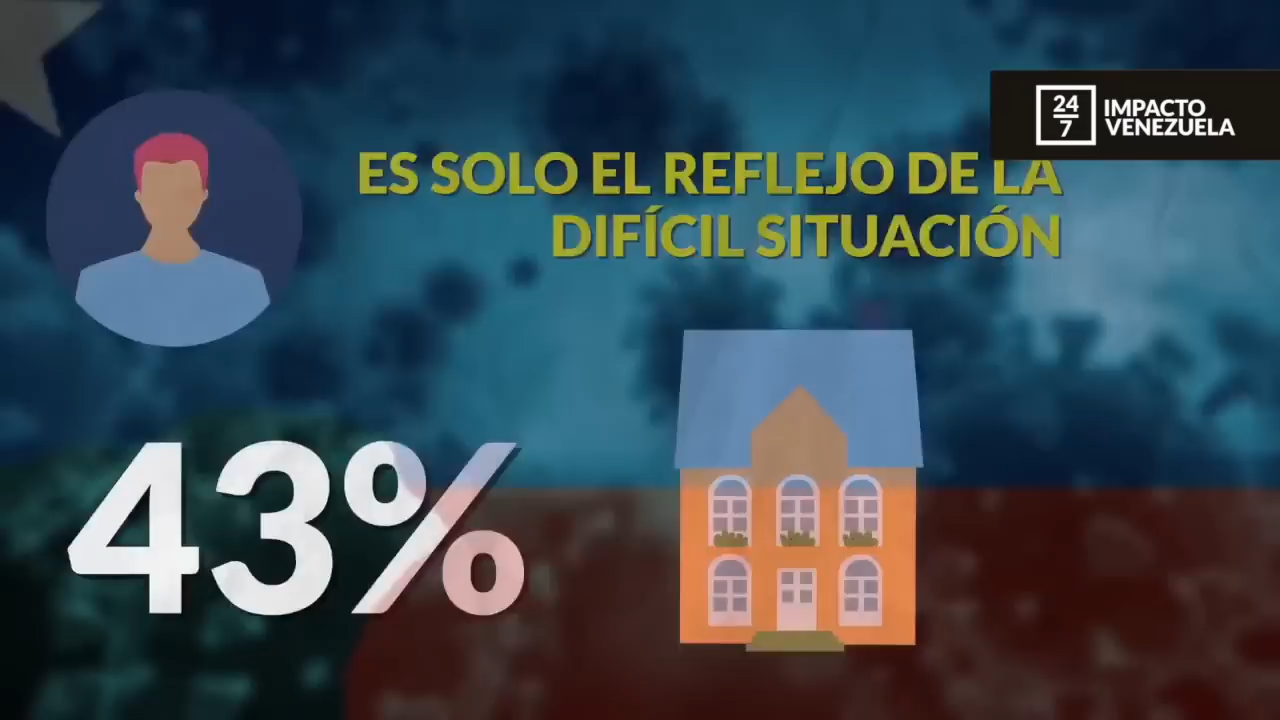 24
7
IMPACTO
VENEZUELA
ES SOLO EL REFLEJO DE LA
DIFÍCIL SITUACIÓN
43%